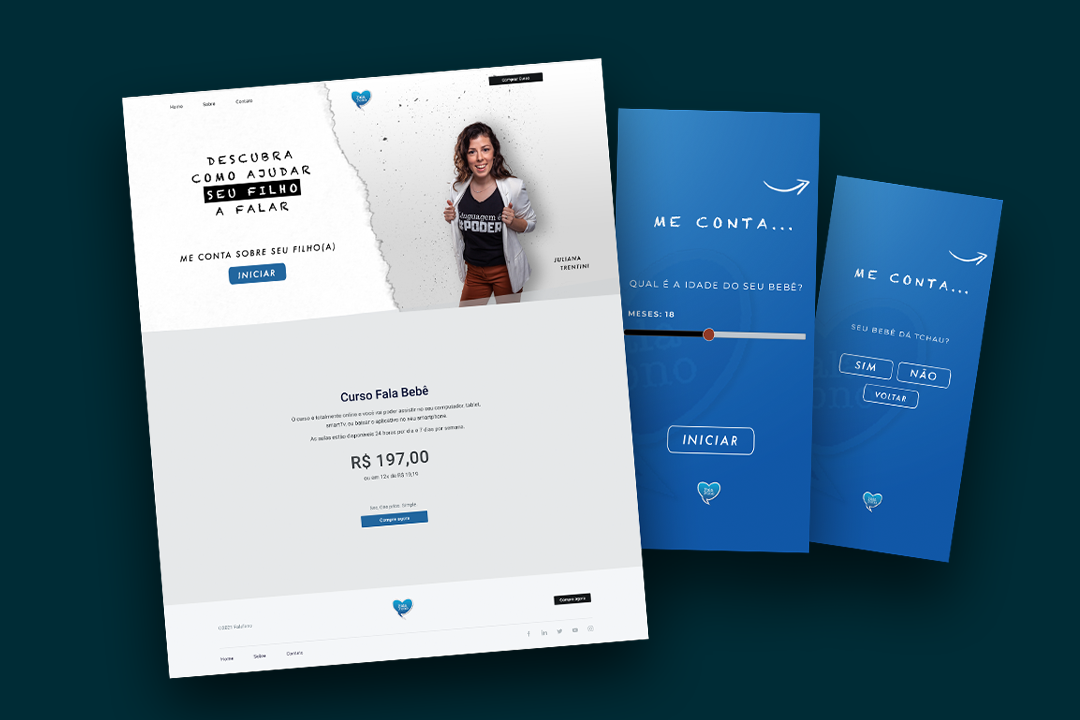 Home
Sobre
Contato
Comprar Curso
DESCUBRA
COMO AJUDAR
SEU FILHO
A FALAR
ME CONTA SOBRE SEU FILHO(A)
INICIAR
linguagem é
PODER
JULIANA
TRENTINI
Curso Fala Bebê
O curso é totalmente online e você vai poder assistir no seu computador, tablet,
smarTv, ou baixar o aplicativo no seu smartphone.
As aulas estão disponíveis 24 horas por dia e 7 dias por semana.
R$ 197,00
ou em 12x de R$ 19,19
Compre agora
©2021 Falafono
Compre agora
Home
Sobre
Contato
ME CONTA...
QUAL É A IDADE DO SEU BEBÊ?
MESES: 18
INICIAR
ME CONTA...
SEU BEBÊ DÁ TCHAU?
SIM
NÃO
VOLTAR